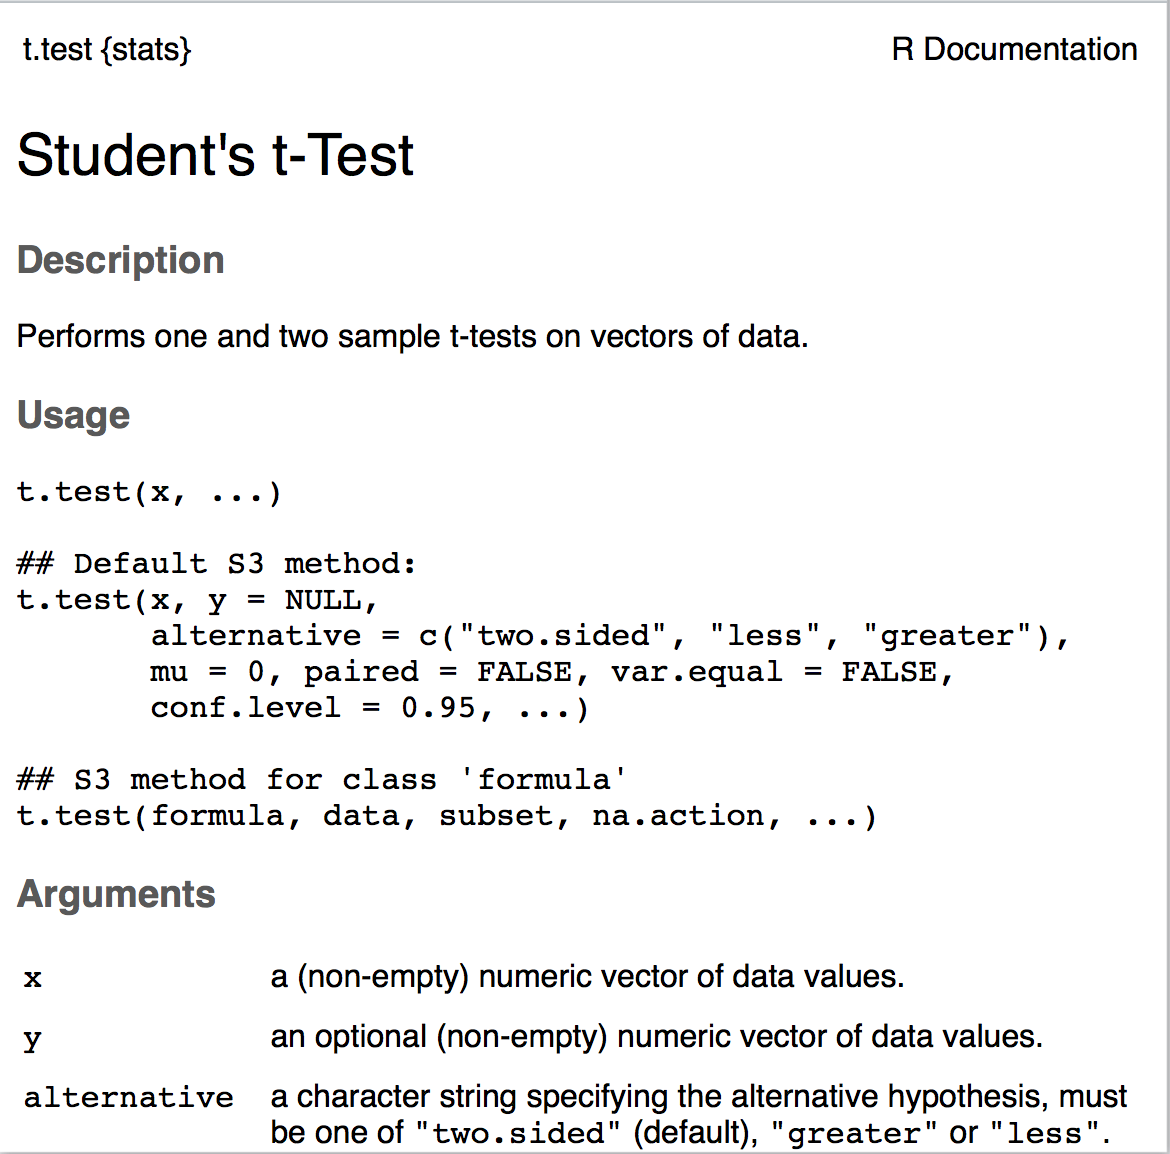 t.test {stats}
R Documentation
Student's t-Test
Description
Performs one and two sample t-tests on vectors of data.
Usage
t.test(x, ...)
## Default S3 method:
t.test(x, y = NULL,
       alternative = c("two.sided", "less", "greater"),
       mu = 0, paired = FALSE, var.equal = FALSE,
       conf.level = 0.95, ...)
## S3 method for class 'formula'
t.test(formula, data, subset, na.action, ...)
Arguments
x a (non-empty) numeric vector of data values.
y an optional (non-empty) numeric vector of data values.
alternative a character string specifying the alternative hypothesis, must
be one of "two.sided" (default), "greater" or "less".